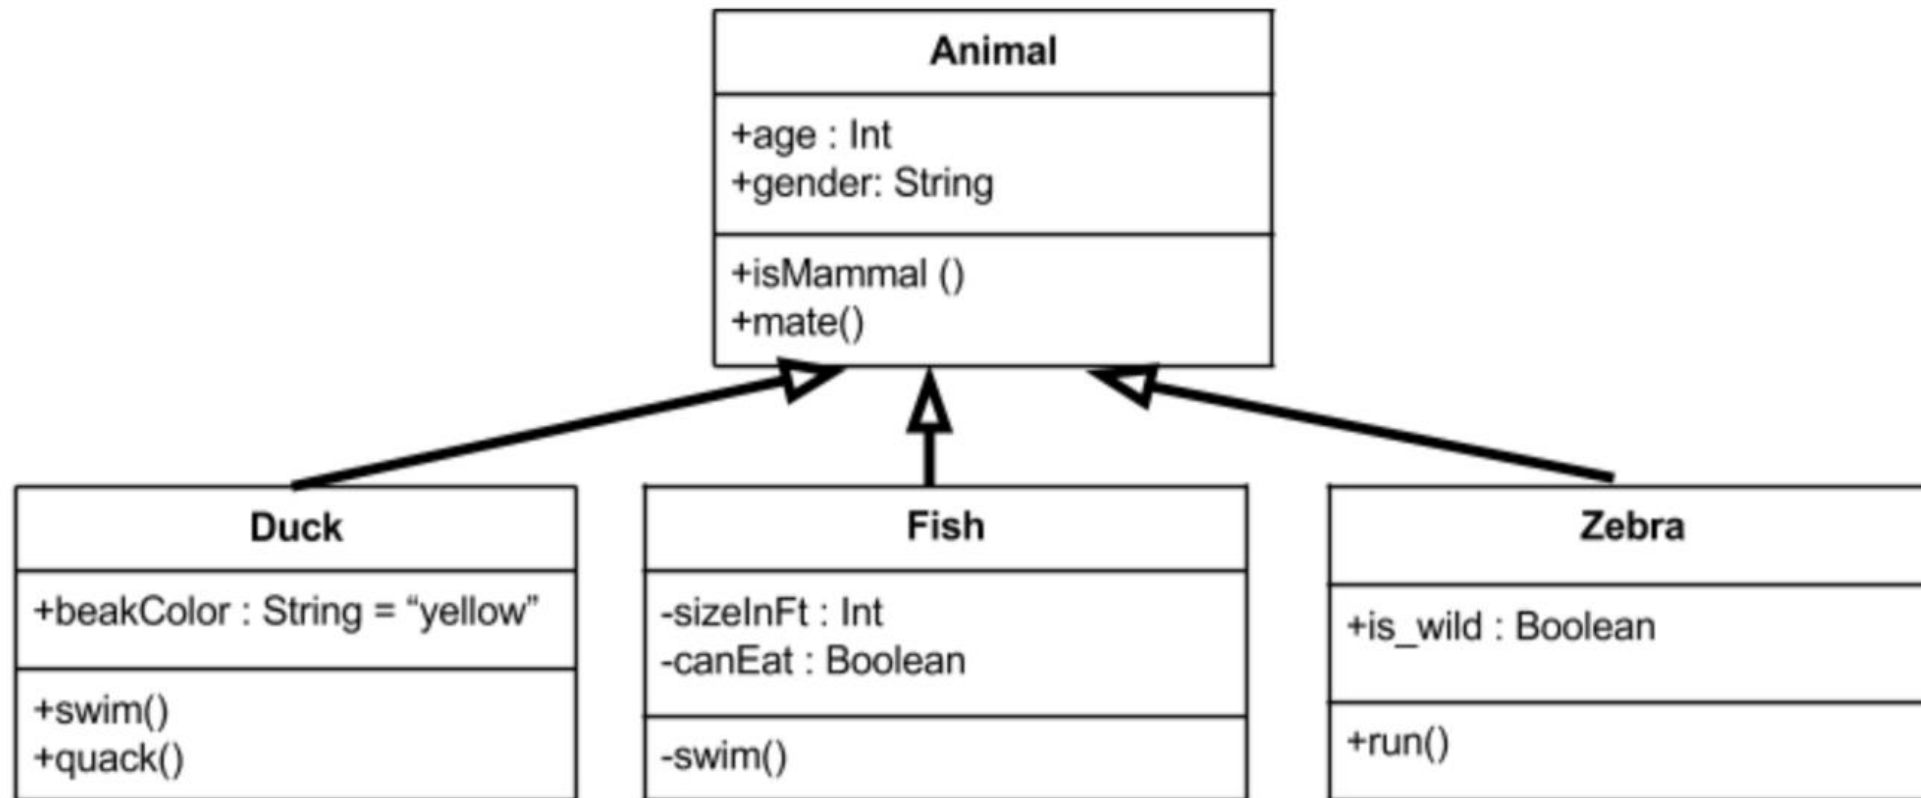 Animal
+age : Int
+gender: String
+isMammal ()
+mate()
Duck
+beakColor : String = “yellow”
+swim()
+quack()
Fish
-sizeInFt : Int
-canEat : Boolean
-swim()
Zebra
+is_wild : Boolean
+run()